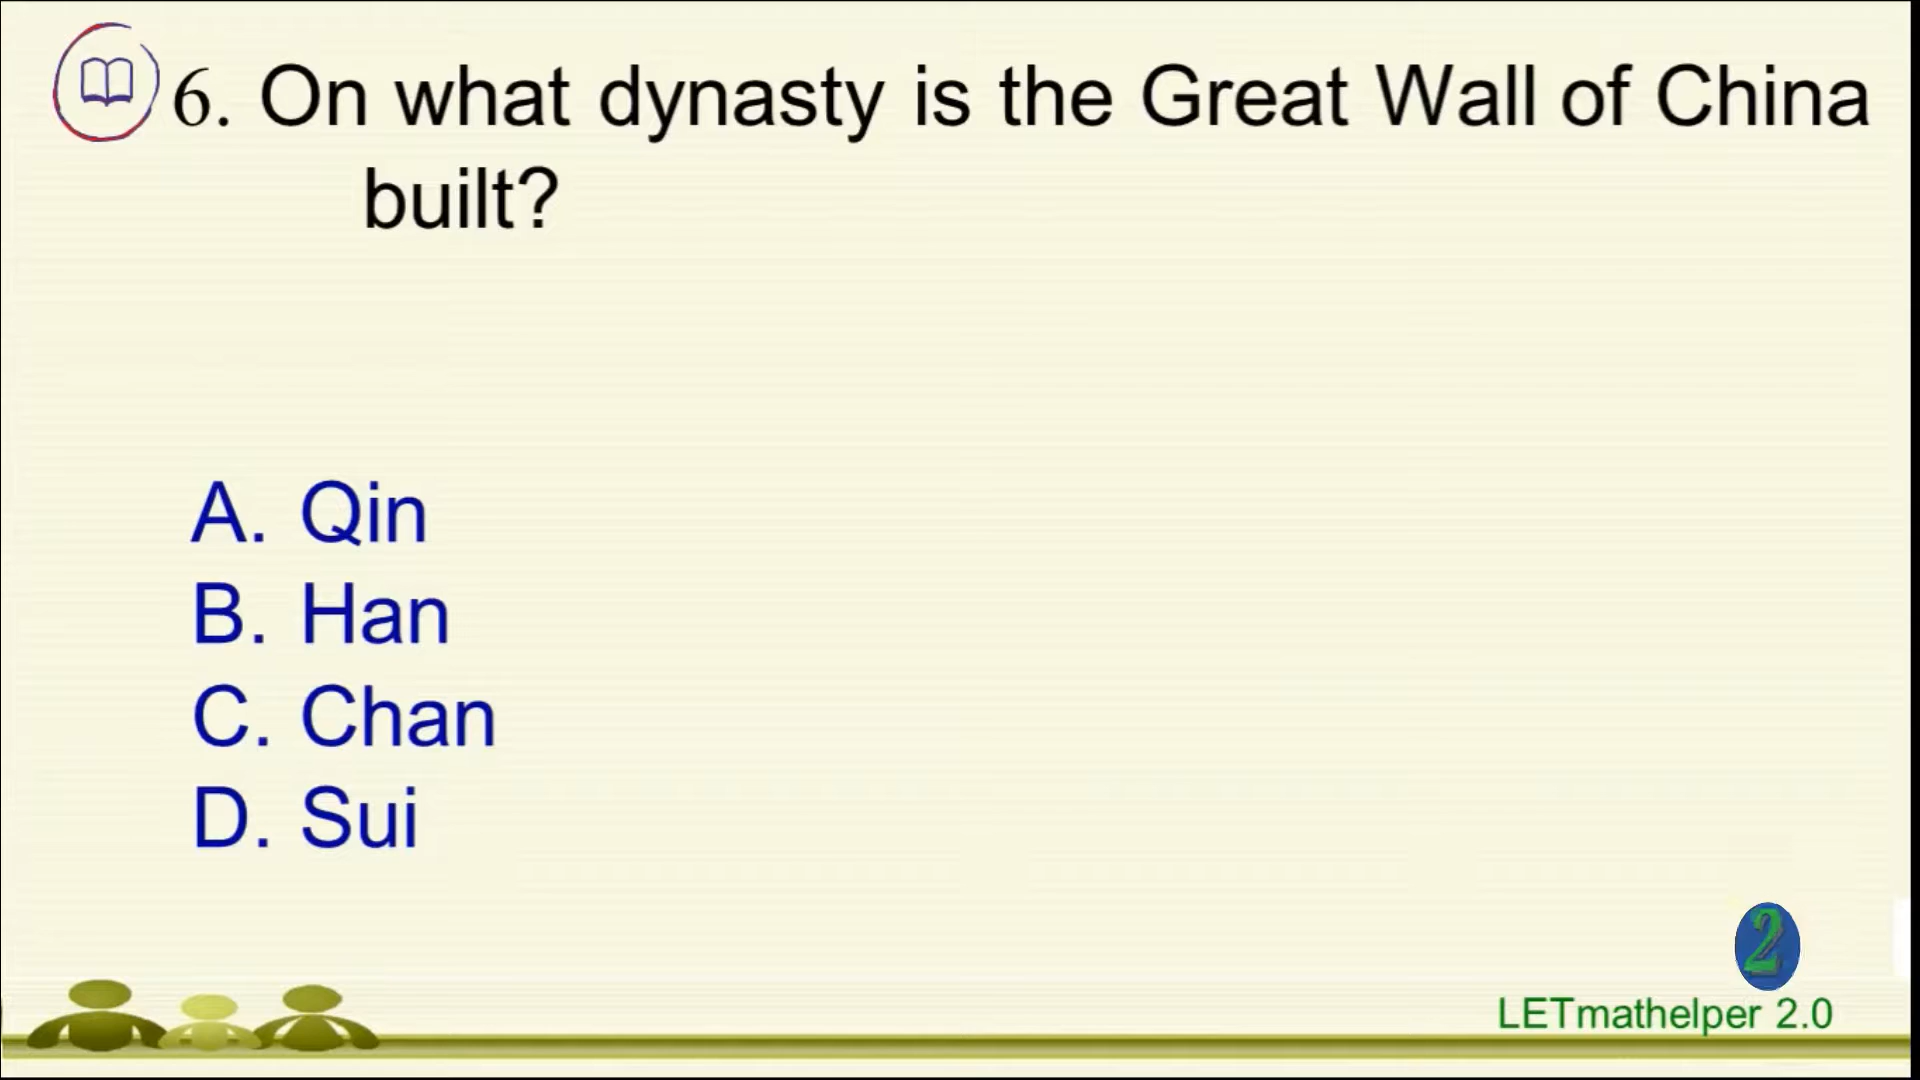 6. On what dynasty is the Great Wall of China
built?
A. Qin
B. Han
C. Chan
D. Sui
2
LETmathelper 2.0